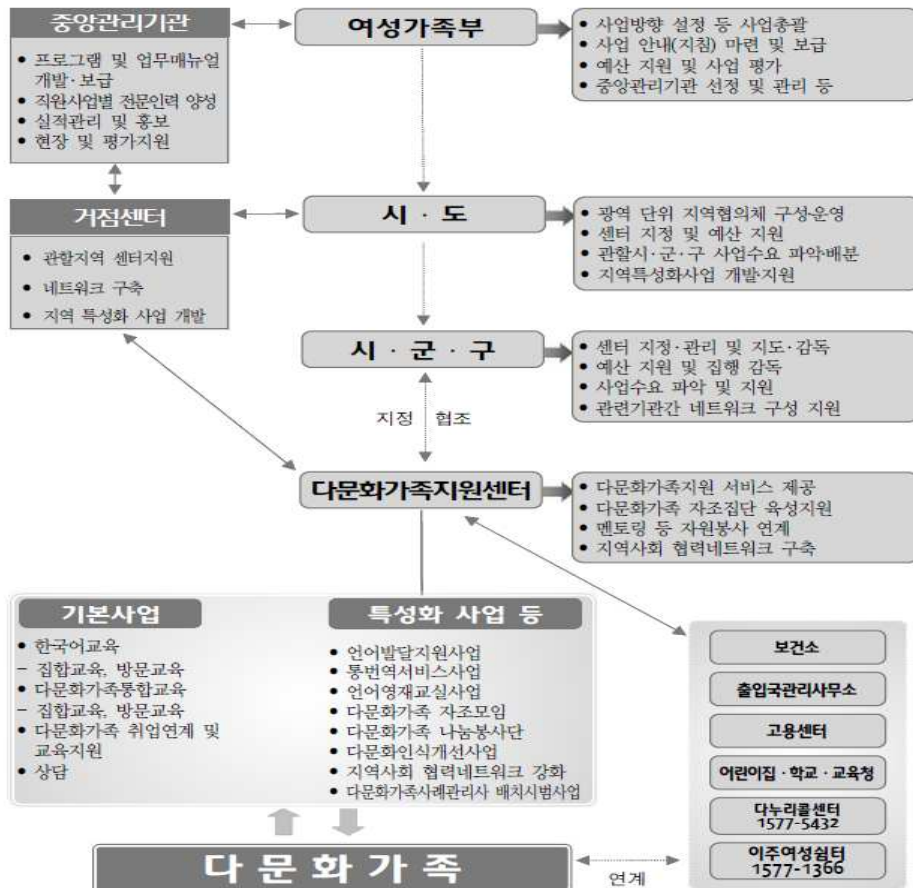 중앙관리기관
• 프로그램 및 업무매뉴얼
개발·보급
• 직원사업별 전문인력 양성
• 실적관리 및 홍보
• 현장 및 평가지원
여성가족부
• 사업방향 설정 등 사업총괄
• 사업 안내(지침) 마련 및 보급
• 예산 지원 및 사업 평가
• 중앙관리기관 선정 및 관리 등
거점센터
• 관할지역 센터지원
• 네트워크 구축
• 지역 특성화 사업 개발
시 · 도
• 광역 단위 지역협의체 구성·운영
• 센터 지정 및 예산 지원
• 관할시·군·구 사업수요 파악·배분
• 지역특성화사업 개발·지원
시 · 군 · 구
• 센터 지정·관리 및 지도·감독
• 예산 지원 및 집행 감독
• 사업수요 파악 및 지원
• 관련기관간 네트워크 구성 지원
지정 협조
다문화가족지원센터
• 다문화가족지원 서비스 제공
• 다문화가족 자조집단 육성지원
• 멘토링 등 자원봉사 연계
• 지역사회 협력네트워크 구축
기본사업
• 한국어교육
– 집합교육, 방문교육
• 다문화가족통합교육
– 집합교육, 방문교육
• 다문화가족 취업연계 및
교육지원
• 상담
특성화 사업 등
• 언어발달지원사업
• 통번역서비스사업
• 언어영재교실사업
• 다문화가족 자조모임
• 다문화가족 나눔봉사단
• 다문화인식개선사업
• 지역사회 협력네트워크 강화
• 다문화가족사례관리사 배치시범사업
보건소
출입국관리사무소
고용센터
어린이집 · 학교 · 교육청
다누리콜센터
1577-5432
이주여성쉼터
1577-1366
다문화가족
연계